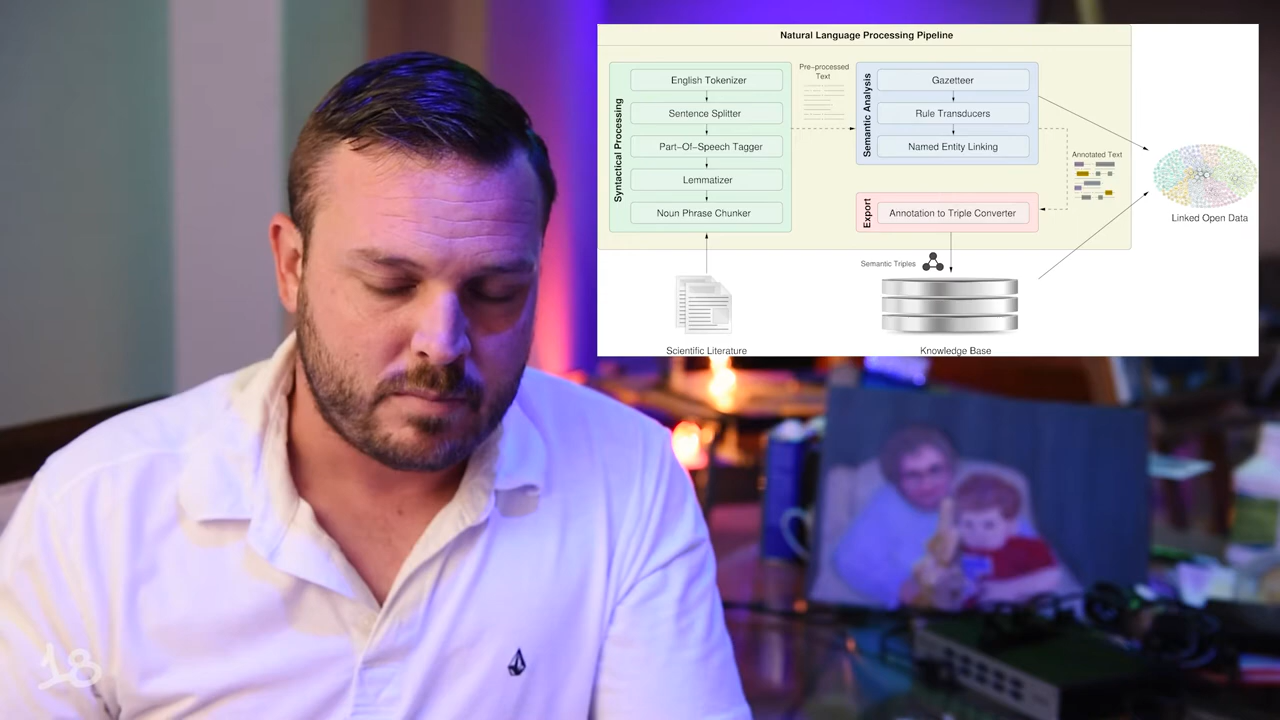 Natural Language Processing Pipeline
Syntactical Processing
English Tokenizer
Sentence Splitter
Part-Of-Speech Tagger
Lemmatizer
Noun Phrase Chunker
Pre-processed
Text
Semantic Analysis
Gazetteer
Rule Transducers
Named Entity Linking
Annotated Text
Export
Annotation to Triple Converter
Linked Open Data
Semantic Triples
Scientific Literature
Knowledge Base
18